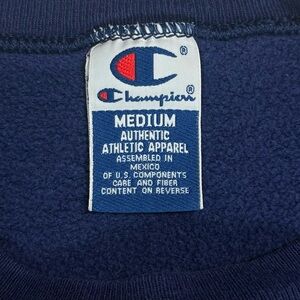 Champion®
MEDIUM
AUTHENTIC
ATHLETIC APPAREL
ASSEMBLED IN
MEXICO
OF U.S. COMPONENTS
CARE AND FIBER
CONTENT ON REVERSE